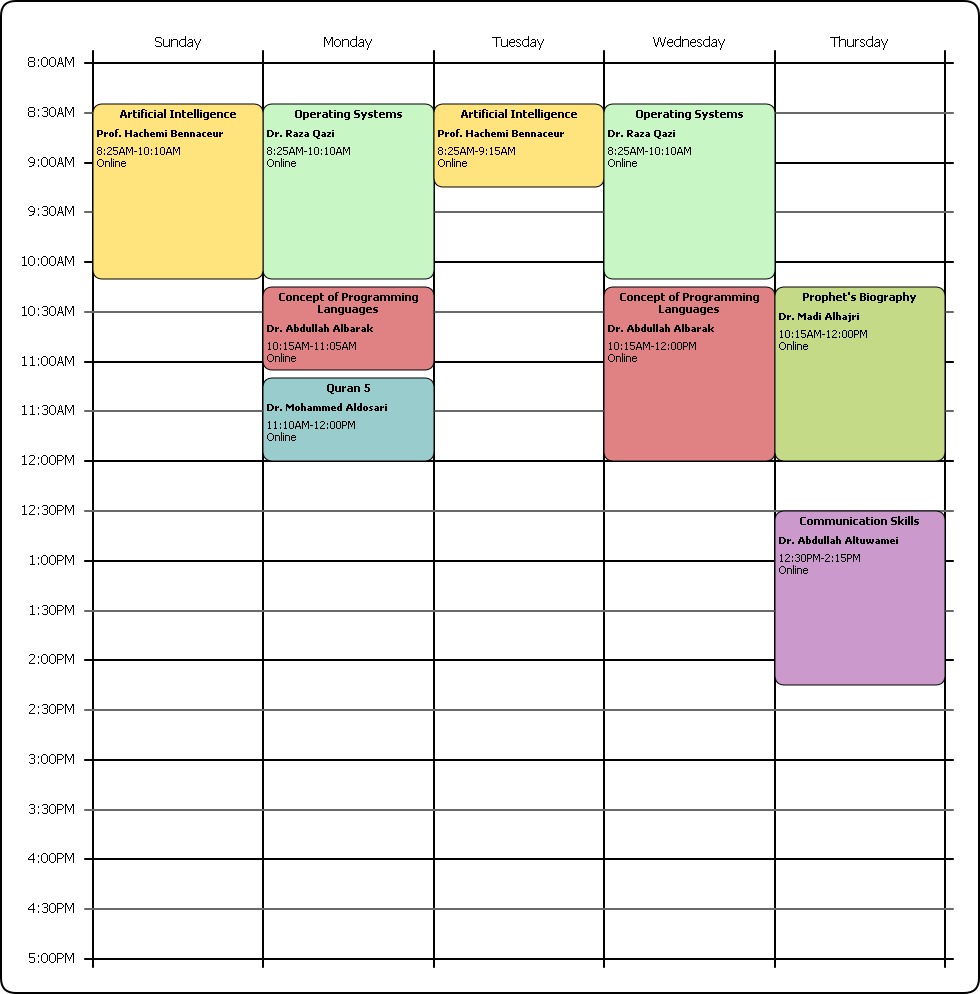 Sunday Monday Tuesday Wednesday Thursday
8:00AM
8:30AM
9:00AM
9:30AM
10:00AM
10:30AM
11:00AM
11:30AM
12:00PM
12:30PM
1:00PM
1:30PM
2:00PM
2:30PM
3:00PM
3:30PM
4:00PM
4:30PM
5:00PM
Artificial Intelligence
Prof. Hachemi Bennaceur
8:25AM-10:10AM
Online
Operating Systems
Dr. Raza Qazi
8:25AM-10:10AM
Online
Concept of Programming
Languages
Dr. Abdullah Albarak
10:15AM-11:05AM
Online
Quran 5
Dr. Mohammed Aldosari
11:10AM-12:00PM
Online
Artificial Intelligence
Prof. Hachemi Bennaceur
8:25AM-9:15AM
Online
Operating Systems
Dr. Raza Qazi
8:25AM-10:10AM
Online
Concept of Programming
Languages
Dr. Abdullah Albarak
10:15AM-12:00PM
Online
Prophet's Biography
Dr. Madi Alhajri
10:15AM-12:00PM
Online
Communication Skills
Dr. Abdullah Altuwamei
12:30PM-2:15PM
Online